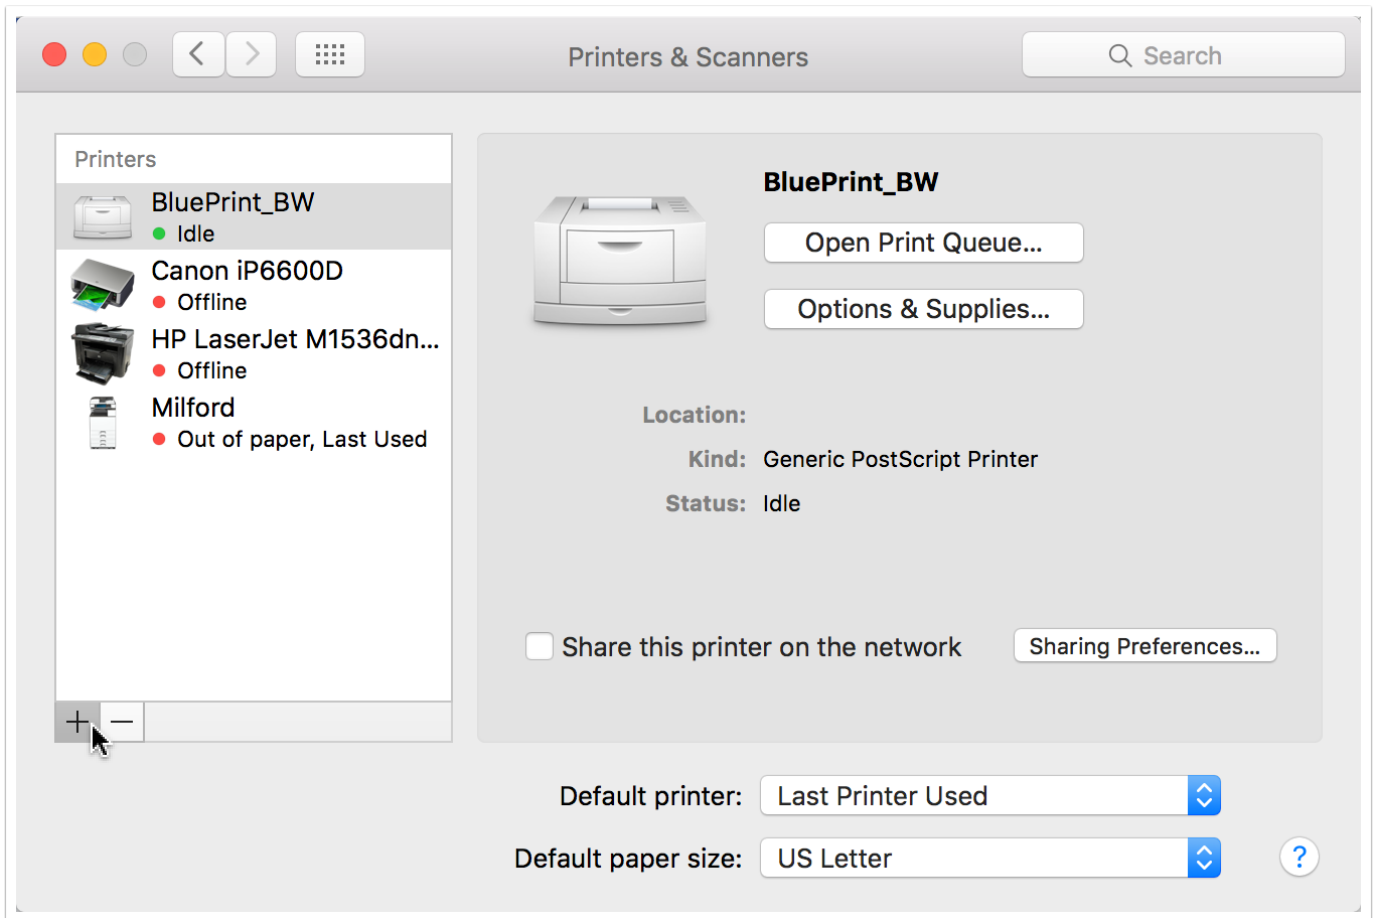 Printers & Scanners
Search
Printers
BluePrint_BW
Idle
Canon iP6600D
Offline
HP LaserJet M1536dn...
Offline
Milford
Out of paper, Last Used
BluePrint_BW
Open Print Queue...
Options & Supplies...
Location:
Kind: Generic PostScript Printer
Status: Idle
Share this printer on the network
Sharing Preferences...
Default printer: Last Printer Used
Default paper size: US Letter
?